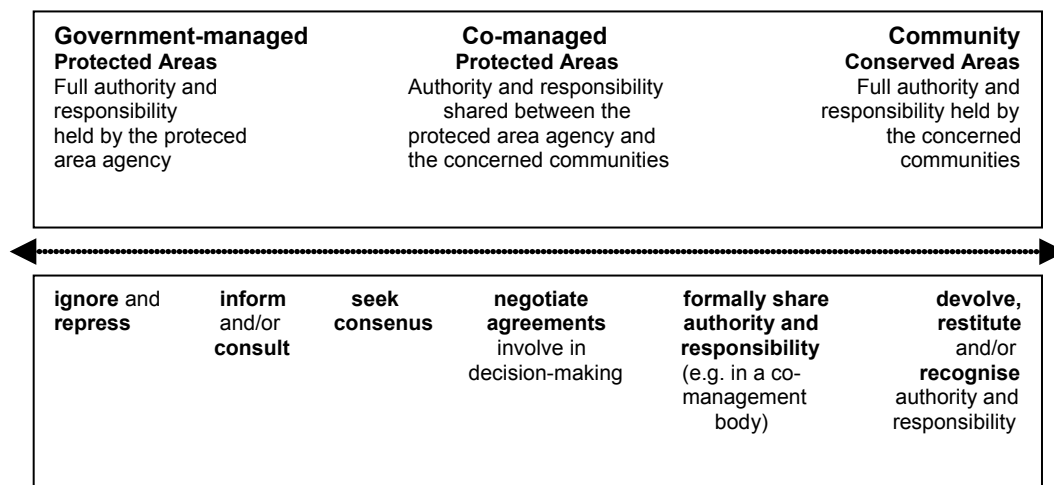 Government-managed
Protected Areas
Full authority and
responsibility
held by the proteced
area agency
Co-managed
Protected Areas
Authority and responsibility
shared between the
proteced area agency and
the concerned communities
Community
Conserved Areas
Full authority and
responsibility held by
the concerned
communities
ignore and
repress
inform
and/or
consult
seek
consenus
negotiate
agreements
involve in
decision-making
formally share
authority and
responsibility
(e.g. in a co-
management
body)
devolve,
restitute
and/or
recognise
authority and
responsibility